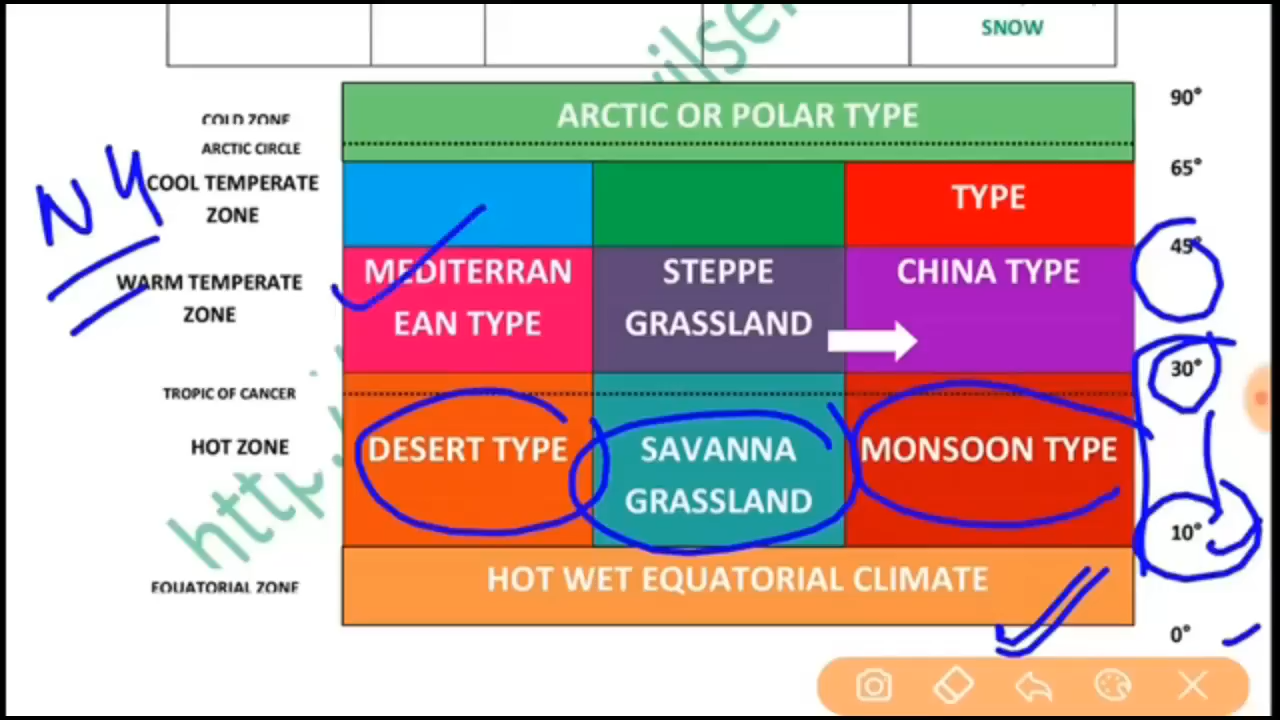 SNOW
ilse
ARCTIC OR POLAR TYPE
90°
COLD ZONE
ARCTIC CIRCLE
65°
NY
COOL TEMPERATE
ZONE
TYPE
45°
WARM TEMPERATE
ZONE
MEDITERRAN
EAN TYPE
STEPPE
GRASSLAND
CHINA TYPE
30°
TROPIC OF CANCER
HOT ZONE
DESERT TYPE
SAVANNA
GRASSLAND
MONSOON TYPE
10°
http:
EQUATORIAL ZONE
HOT WET EQUATORIAL CLIMATE
0°